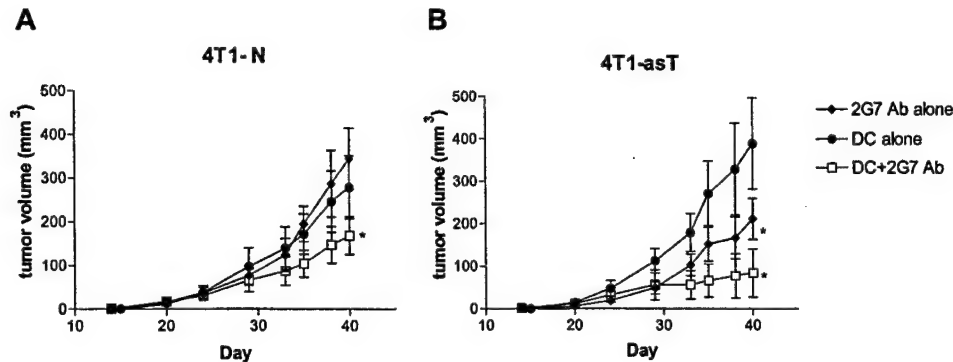 A
B
4T1- N
4T1-asT
tumor volume (mm3)
500
400
300
200
100
0
10
20
30
40
Day
*
tumor volume (mm3)
500
400
300
200
100
0
10
20
30
40
Day
*
*
2G7 Ab alone
DC alone
DC+2G7 Ab